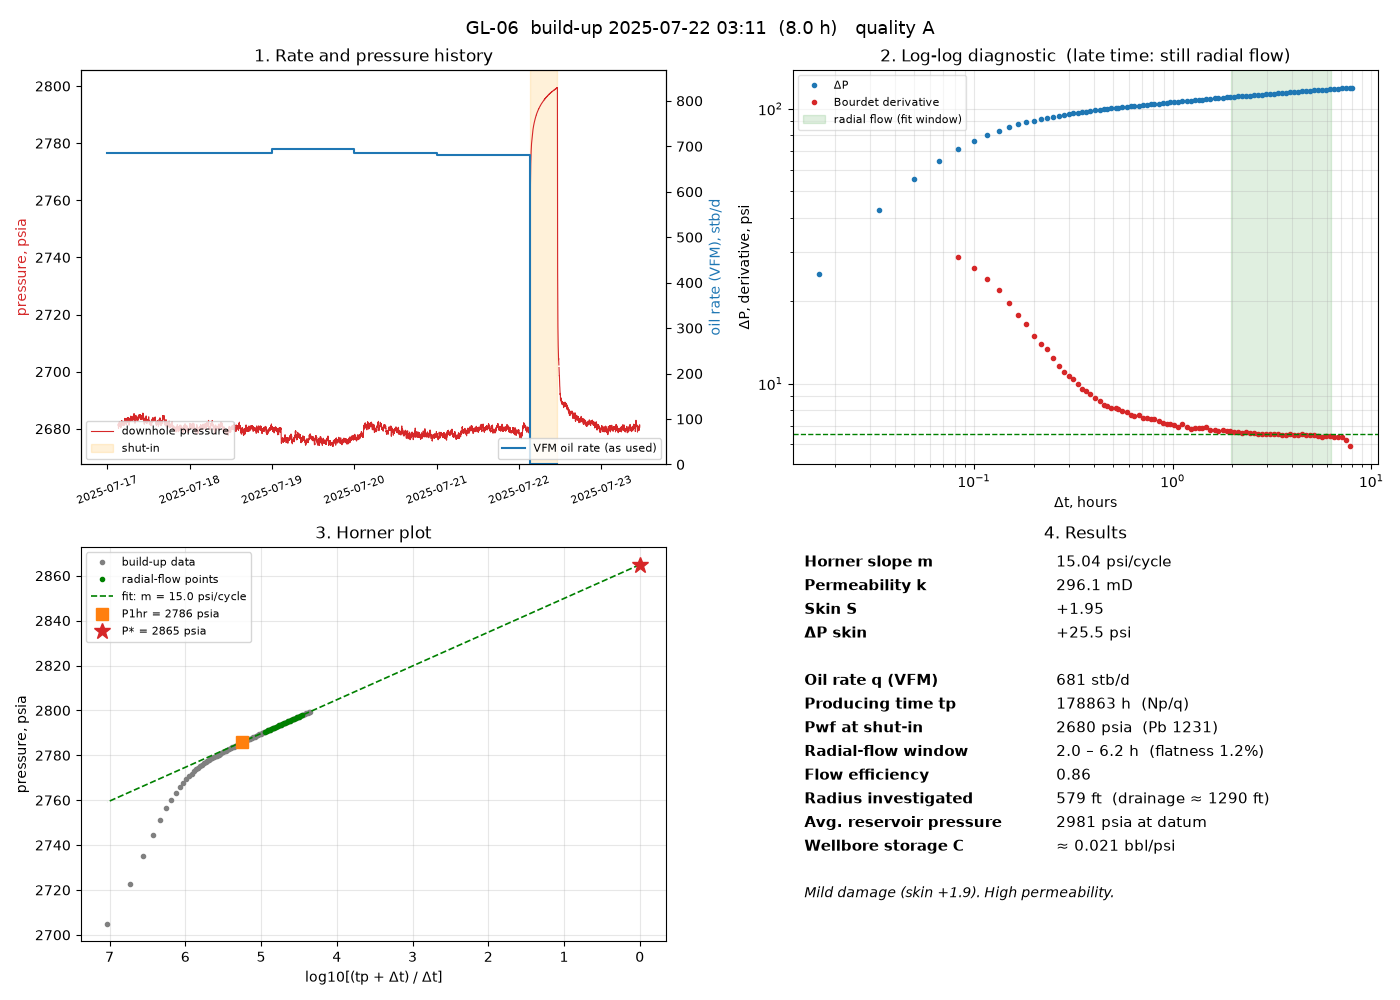 GL-06  build-up 2025-07-22 03:11  (8.0 h)   quality A
1. Rate and pressure history
2800
2780
2760
2740
2720
2700
2680
pressure, psia
800
700
600
500
400
300
200
100
0
oil rate (VFM), stb/d
downhole pressure
shut-in
VFM oil rate (as used)
2025-07-17
2025-07-18
2025-07-19
2025-07-20
2025-07-21
2025-07-22
2025-07-23
2. Log-log diagnostic  (late time: still radial flow)
ΔP
Bourdet derivative
radial flow (fit window)
10²
10¹
ΔP, derivative, psi
10⁻¹
10⁰
10¹
Δt, hours
3. Horner plot
build-up data
radial-flow points
fit: m = 15.0 psi/cycle
P1hr = 2786 psia
P* = 2865 psia
2860
2840
2820
2800
2780
2760
2740
2720
2700
pressure, psia
7
6
5
4
3
2
1
0
log10[(tp + Δt) / Δt]
4. Results
Horner slope m 15.04 psi/cycle
Permeability k 296.1 mD
Skin S +1.95
ΔP skin +25.5 psi
Oil rate q (VFM) 681 stb/d
Producing time tp 178863 h  (Np/q)
Pwf at shut-in 2680 psia  (Pb 1231)
Radial-flow window 2.0 – 6.2 h  (flatness 1.2%)
Flow efficiency 0.86
Radius investigated 579 ft  (drainage ≈ 1290 ft)
Avg. reservoir pressure 2981 psia at datum
Wellbore storage C ≈ 0.021 bbl/psi
Mild damage (skin +1.9). High permeability.